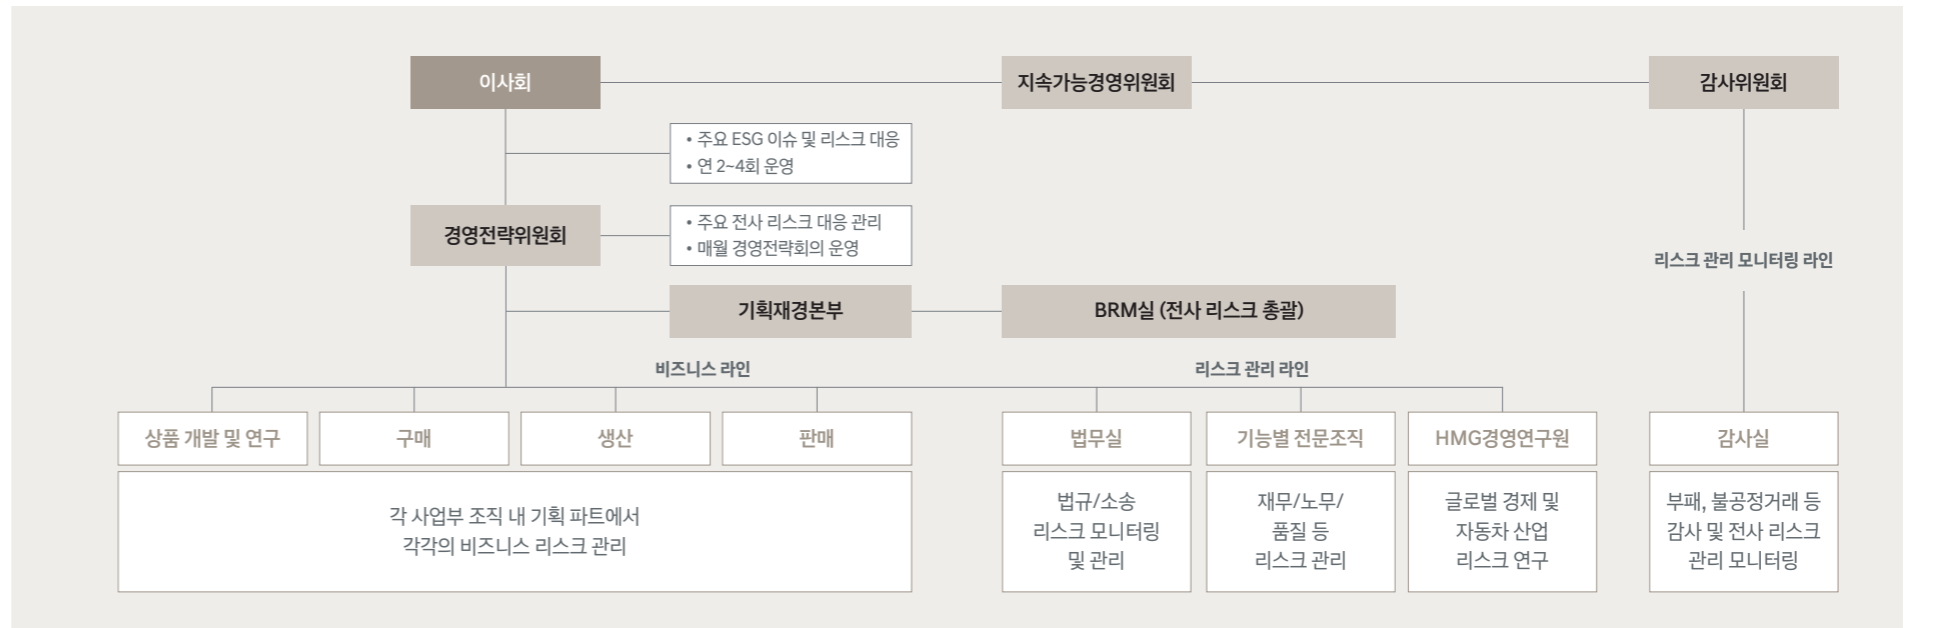 이사회
지속가능경영위원회
감사위원회
• 주요 ESG 이슈 및 리스크 대응
• 연 2~4회 운영
경영전략위원회
• 주요 전사 리스크 대응 관리
• 매월 경영전략회의 운영
리스크 관리 모니터링 라인
기획재경본부
BRM실 (전사 리스크 총괄)
비즈니스 라인
리스크 관리 라인
상품 개발 및 연구
구매
생산
판매
법무실
기능별 전문조직
HMG경영연구원
감사실
각 사업부 조직 내 기획 파트에서
각각의 비즈니스 리스크 관리
법규/소송
리스크 모니터링
및 관리
재무/노무/
품질 등
리스크 관리
글로벌 경제 및
자동차 산업
리스크 연구
부패, 불공정거래 등
감사 및 전사 리스크
관리 모니터링